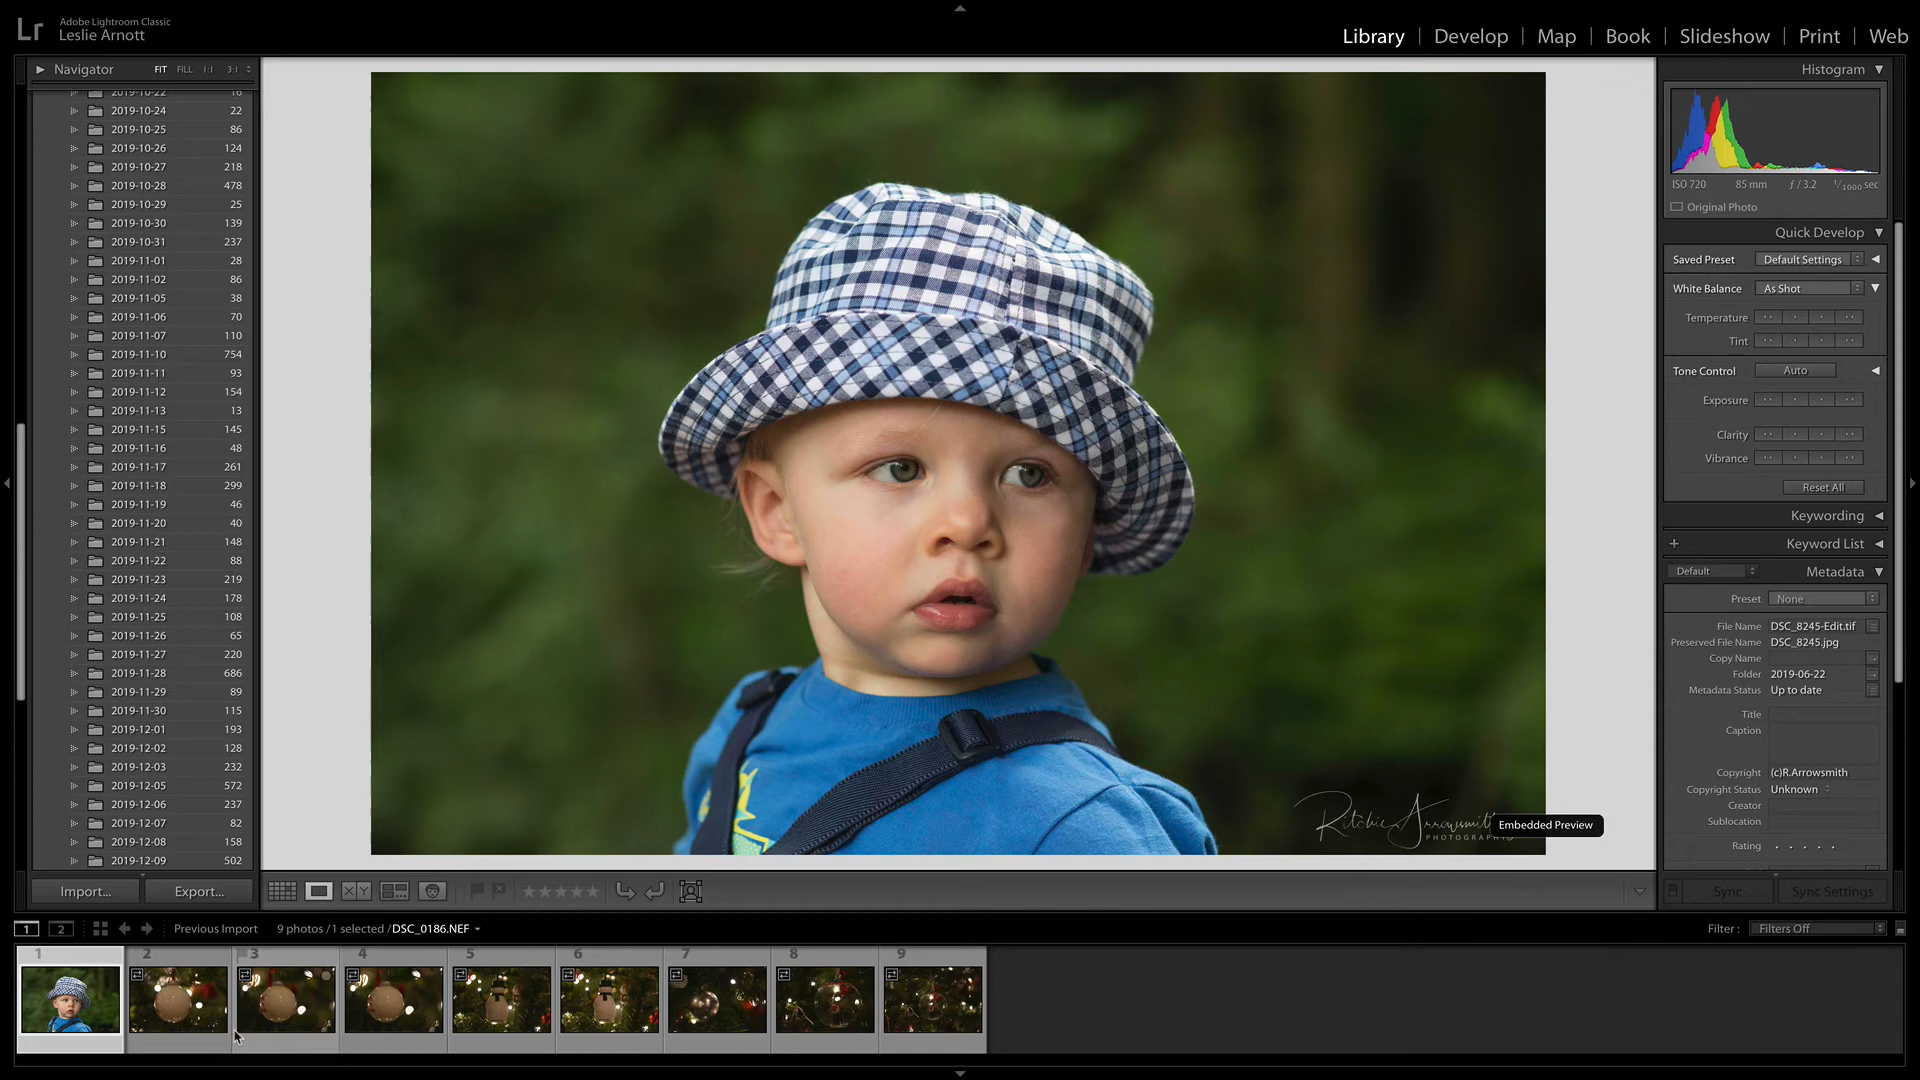 Lr
Adobe Lightroom Classic
Leslie Arnott
Library | Develop | Map | Book | Slideshow | Print | Web
Navigator FIT FILL 1:1 3:1
2019-10-22 16
2019-10-24 22
2019-10-25 86
2019-10-26 124
2019-10-27 218
2019-10-28 478
2019-10-29 25
2019-10-30 139
2019-10-31 237
2019-11-01 28
2019-11-02 86
2019-11-05 38
2019-11-06 70
2019-11-07 110
2019-11-10 754
2019-11-11 93
2019-11-12 154
2019-11-13 13
2019-11-15 145
2019-11-16 48
2019-11-17 261
2019-11-18 299
2019-11-19 46
2019-11-20 40
2019-11-21 148
2019-11-22 88
2019-11-23 219
2019-11-24 178
2019-11-25 108
2019-11-26 65
2019-11-27 220
2019-11-28 686
2019-11-29 89
2019-11-30 115
2019-12-01 193
2019-12-02 128
2019-12-03 232
2019-12-05 572
2019-12-06 237
2019-12-07 82
2019-12-08 158
2019-12-09 502
Import... Export...
Ritchie Arrowsmith
PHOTOGRAPH
Embedded Preview
Histogram
ISO 720 85 mm ƒ / 3.2 1/1000 sec
Original Photo
Quick Develop
Saved Preset Default Settings
White Balance As Shot
Temperature
Tint
Tone Control Auto
Exposure
Clarity
Vibrance
Reset All
Keywording
+ Keyword List
Default Metadata
Preset None
File Name DSC_8245-Edit.tif
Preserved File Name DSC_8245.jpg
Copy Name
Folder 2019-06-22
Metadata Status Up to date
Title
Caption
Copyright (c)R.Arrowsmith
Copyright Status Unknown
Creator
Sublocation
Rating
Sync Sync Settings
X Y
1 2 Previous Import 9 photos / 1 selected / DSC_0186.NEF Filter : Filters Off
1 2 3 4 5 6 7 8 9